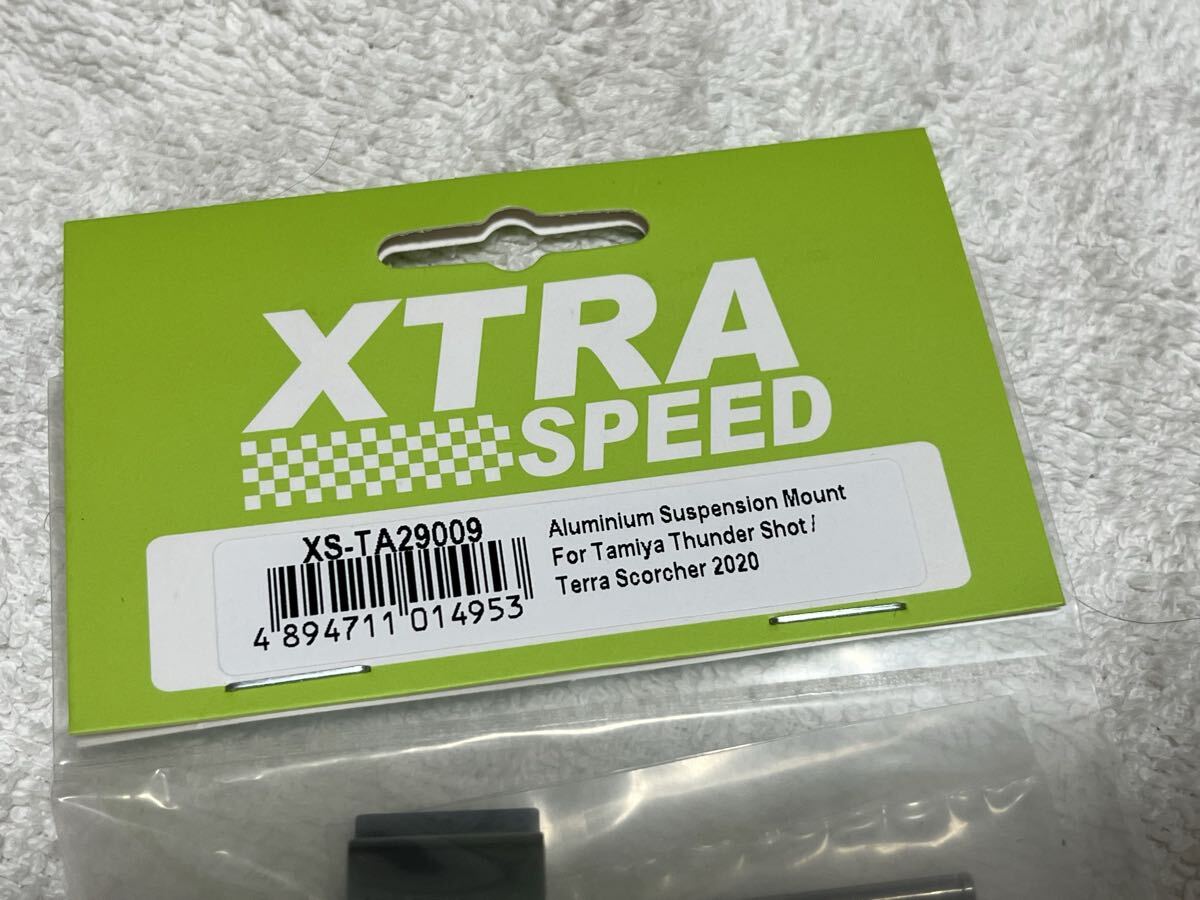 XTRA
SPEED
XS-TA29009
4 894711 014953
Aluminium Suspension Mount
For Tamiya Thunder Shot /
Terra Scorcher 2020